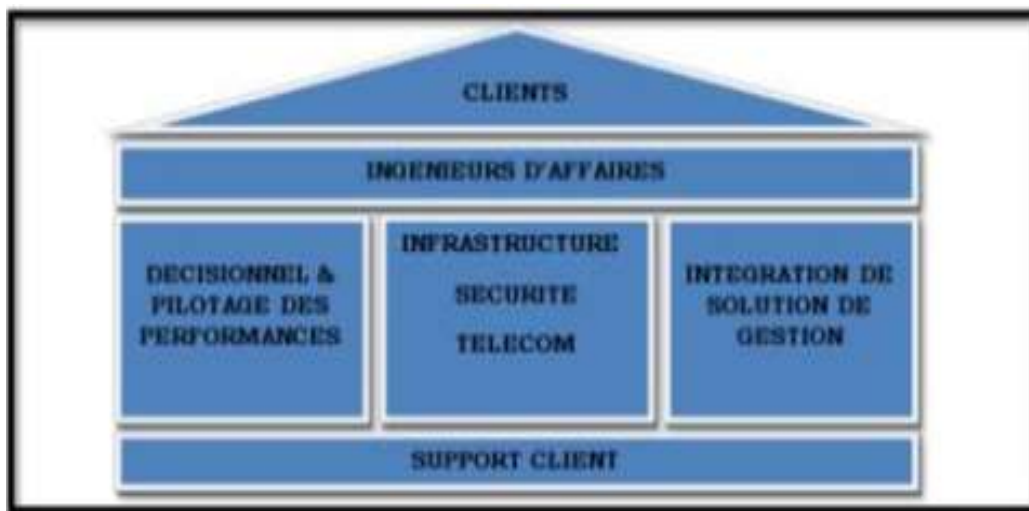 CLIENTS
INGENIEURS D'AFFAIRES
DECISIONNEL &
PILOTAGE DES
PERFORMANCES
INFRASTRUCTURE
SECURITE
TELECOM
INTEGRATION DE
SOLUTION DE
GESTION
SUPPORT CLIENT